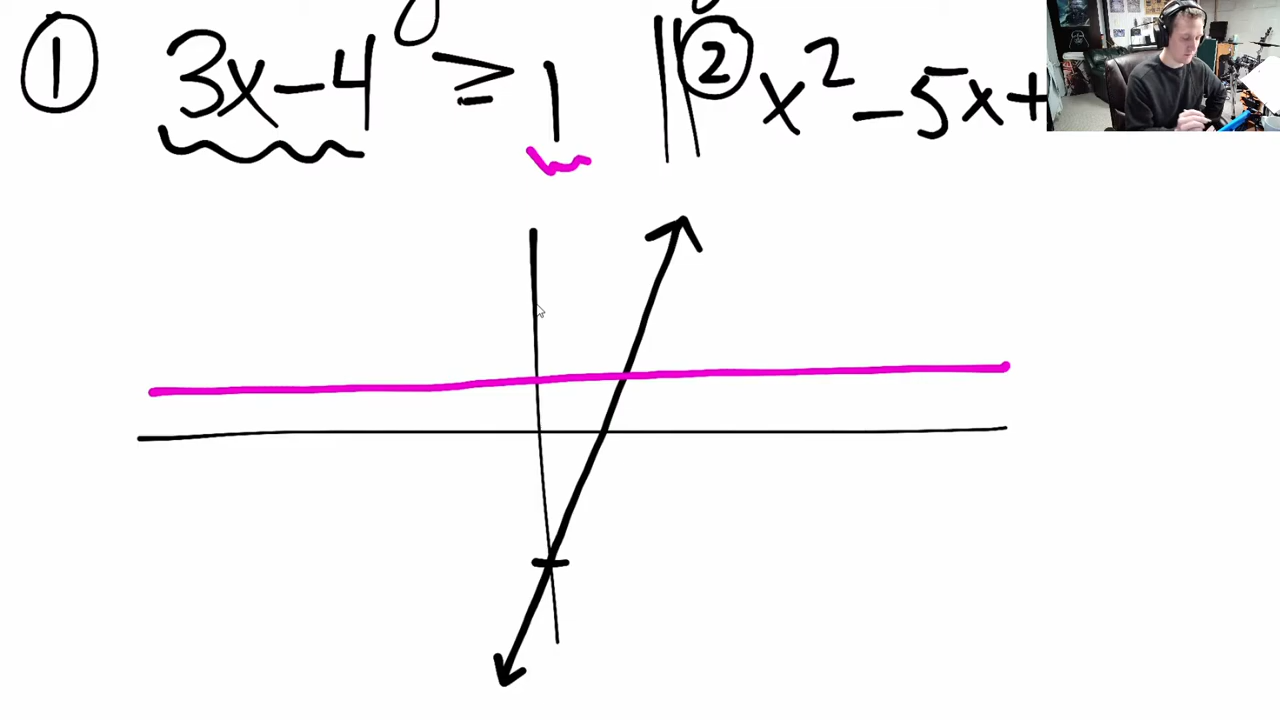 ① 3x-4 ≥ 1
② x² - 5x +